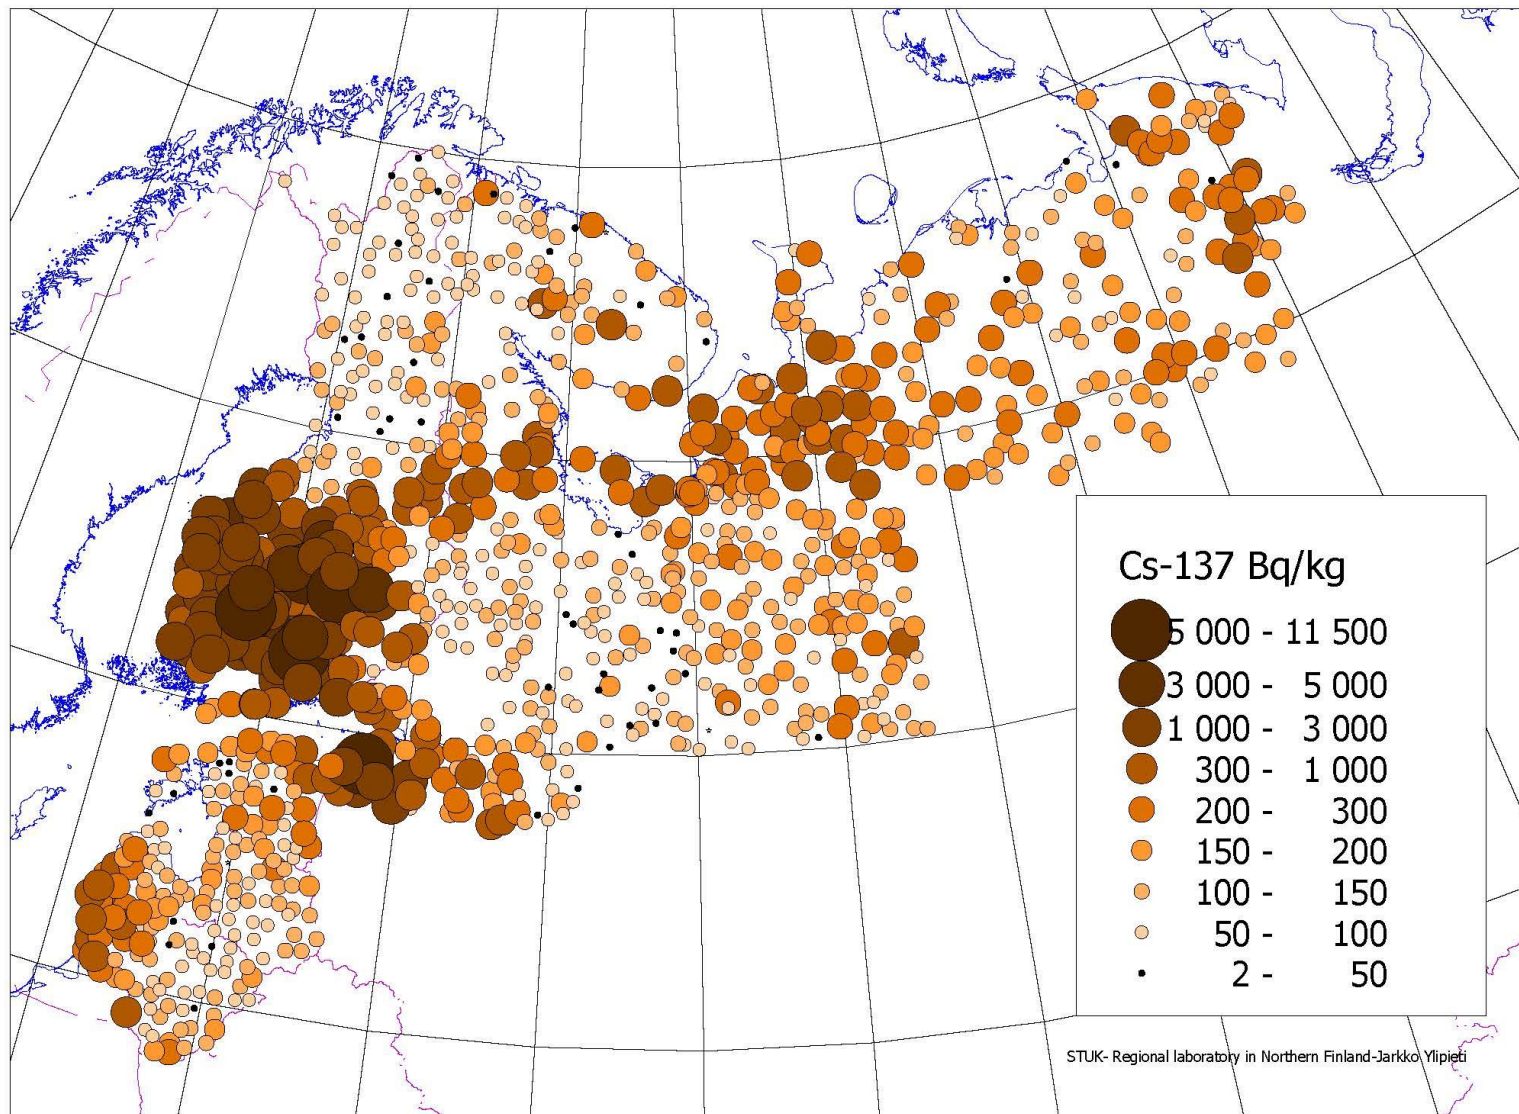 Cs-137 Bq/kg
5 000 - 11 500
3 000 - 5 000
1 000 - 3 000
300 - 1 000
200 - 300
150 - 200
100 - 150
50 - 100
2 - 50
STUK- Regional laboratory in Northern Finland-Jarkko Ylipieti